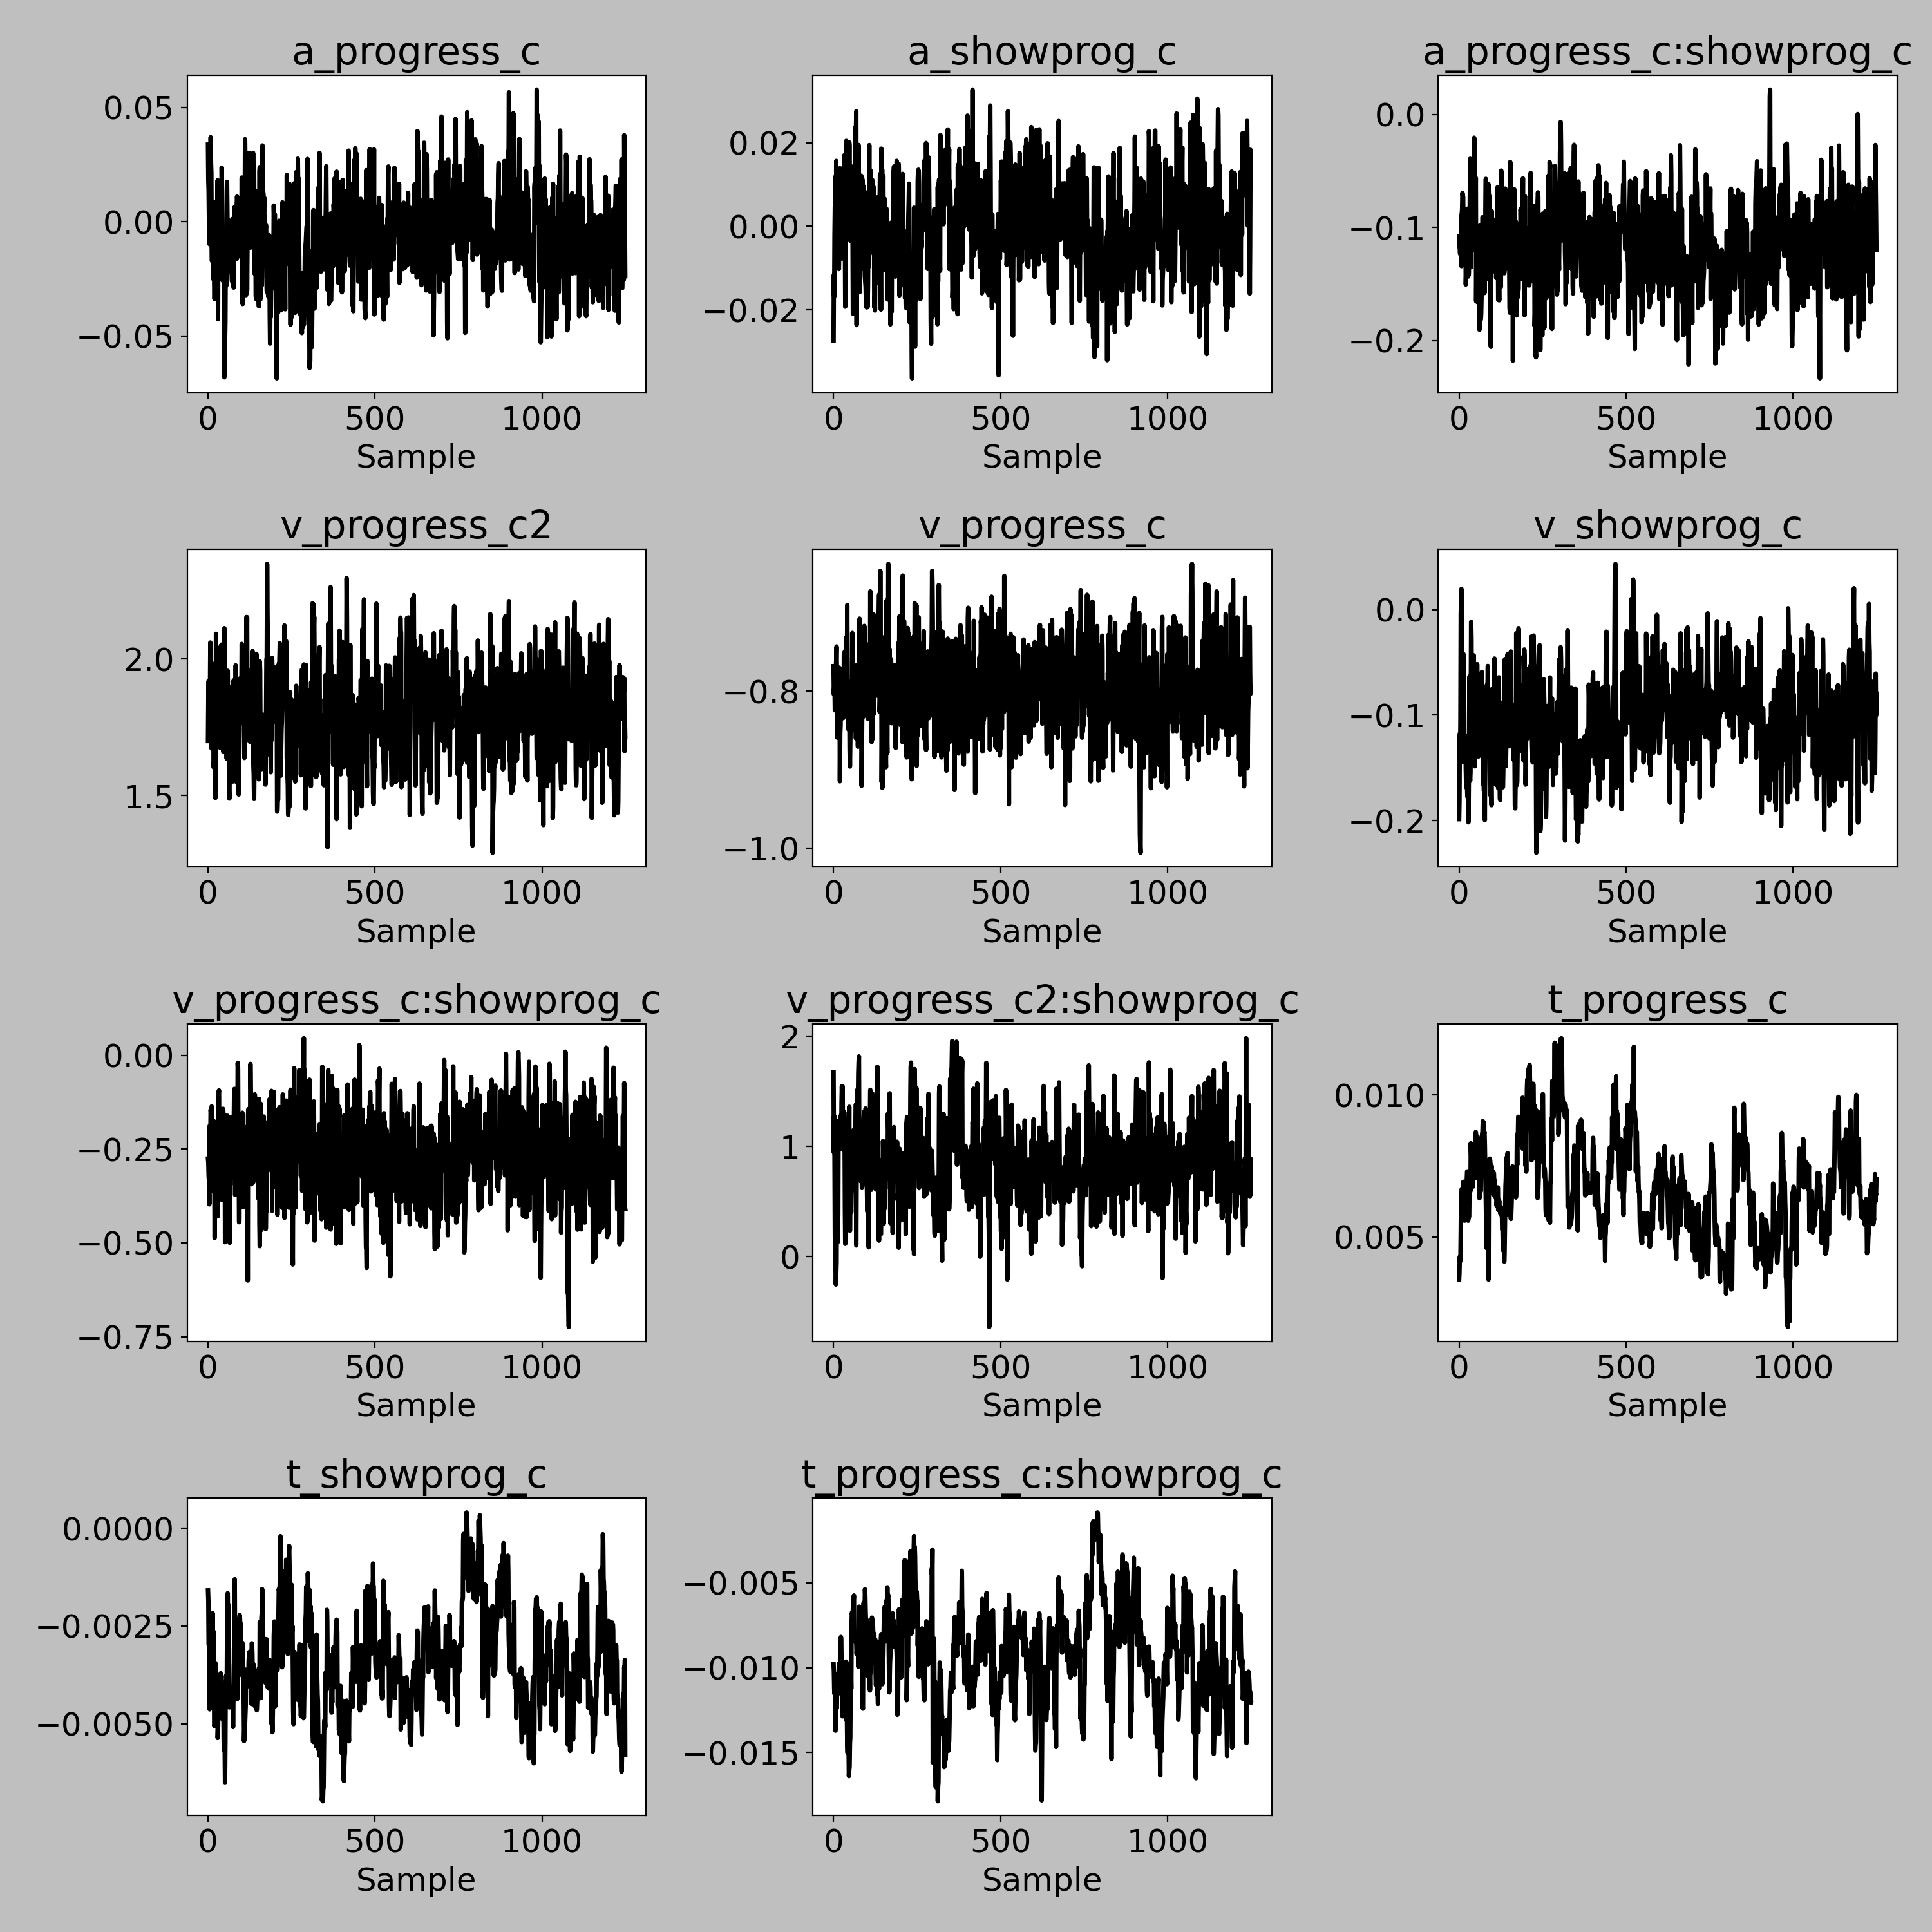 a_progress_c
a_showprog_c
a_progress_c:showprog_c
0.05
0.00
−0.05
0
500
1000
Sample
0.02
0.00
−0.02
0
500
1000
Sample
0.0
−0.1
−0.2
0
500
1000
Sample
v_progress_c2
v_progress_c
v_showprog_c
2.0
1.5
0
500
1000
Sample
−0.8
−1.0
0
500
1000
Sample
0.0
−0.1
−0.2
0
500
1000
Sample
v_progress_c:showprog_c
v_progress_c2:showprog_c
t_progress_c
0.00
−0.25
−0.50
−0.75
0
500
1000
Sample
2
1
0
0
500
1000
Sample
0.010
0.005
0
500
1000
Sample
t_showprog_c
t_progress_c:showprog_c
0.0000
−0.0025
−0.0050
0
500
1000
Sample
−0.005
−0.010
−0.015
0
500
1000
Sample